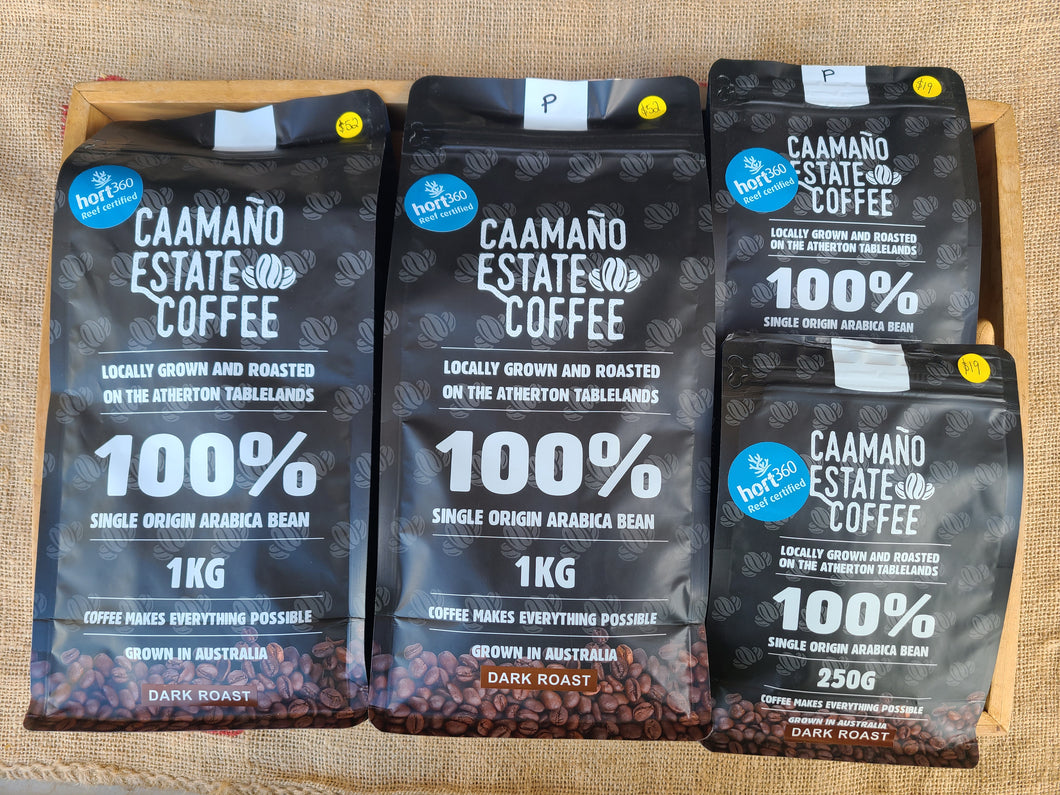 $52
hort360
Reef certified
CAAMAÑO
ESTATE
COFFEE
LOCALLY GROWN AND ROASTED
ON THE ATHERTON TABLELANDS
100%
SINGLE ORIGIN ARABICA BEAN
1KG
COFFEE MAKES EVERYTHING POSSIBLE
GROWN IN AUSTRALIA
DARK ROAST
P
$52
hort360
Reef certified
CAAMAÑO
ESTATE
COFFEE
LOCALLY GROWN AND ROASTED
ON THE ATHERTON TABLELANDS
100%
SINGLE ORIGIN ARABICA BEAN
1KG
COFFEE MAKES EVERYTHING POSSIBLE
GROWN IN AUSTRALIA
DARK ROAST
P
$19
hort360
Reef certified
CAAMAÑO
ESTATE
COFFEE
LOCALLY GROWN AND ROASTED
ON THE ATHERTON TABLELANDS
100%
SINGLE ORIGIN ARABICA BEAN
$19
hort360
Reef certified
CAAMAÑO
ESTATE
COFFEE
LOCALLY GROWN AND ROASTED
ON THE ATHERTON TABLELANDS
100%
SINGLE ORIGIN ARABICA BEAN
250G
COFFEE MAKES EVERYTHING POSSIBLE
GROWN IN AUSTRALIA
DARK ROAST